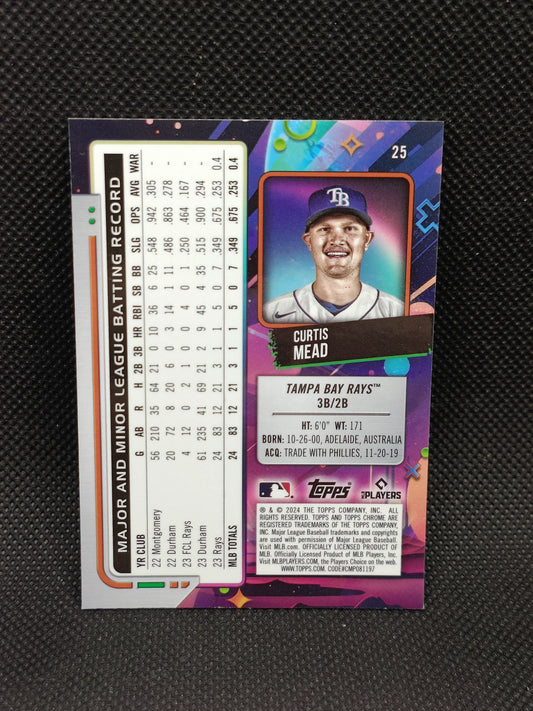 MAJOR AND MINOR LEAGUE BATTING RECORD
YR CLUB G AB R H 2B 3B HR RBI SB BB SLG OPS AVG WAR
22 Montgomery 56 210 35 64 21 0 10 36 6 25 .548 .942 .305 -
22 Durham 20 72 8 20 6 0 3 14 1 11 .486 .863 .278 -
23 FCL Rays 4 12 0 2 1 0 0 4 0 1 .250 .464 .167 -
23 Durham 61 235 41 69 21 2 9 45 4 35 .515 .900 .294 -
23 Rays 24 83 12 21 3 1 1 5 0 7 .349 .675 .253 0.4
MLB TOTALS 24 83 12 21 3 1 1 5 0 7 .349 .675 .253 0.4
25
TB
CURTIS
MEAD
TAMPA BAY RAYS™
3B/2B
HT: 6'0" WT: 171
BORN: 10-26-00, ADELAIDE, AUSTRALIA
ACQ: TRADE WITH PHILLIES, 11-20-19
Topps
PLAYERS
® & © 2024 THE TOPPS COMPANY, INC. ALL
RIGHTS RESERVED. TOPPS AND TOPPS CHROME ARE
REGISTERED TRADEMARKS OF THE TOPPS COMPANY,
INC. Major League Baseball trademarks and copyrights
are used with permission of Major League Baseball.
Visit MLB.com. OFFICIALLY LICENSED PRODUCT OF
MLB. OFFICIALLY LICENSED PRODUCT of MLB Players, Inc.
Visit MLBPLAYERS.COM, the Players Choice on the web.
WWW.TOPPS.COM. CODE#CMP081197